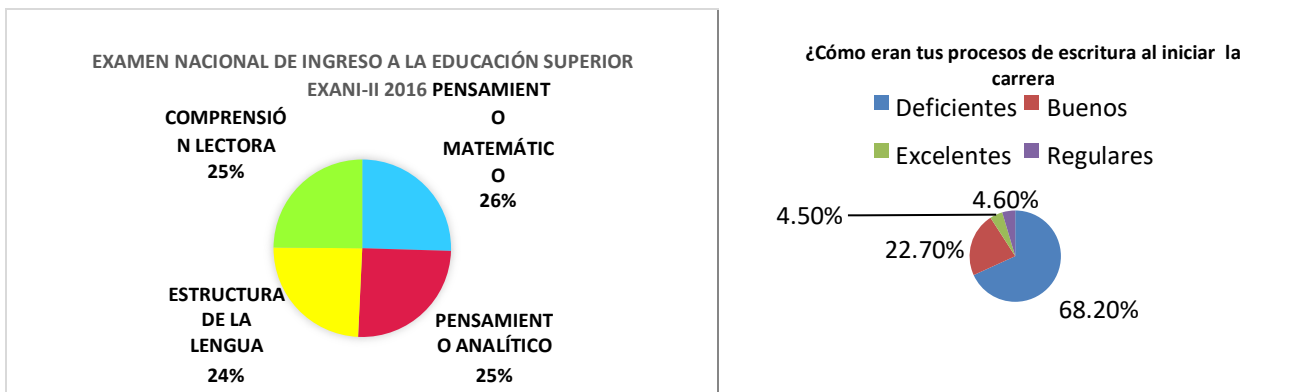 EXAMEN NACIONAL DE INGRESO A LA EDUCACIÓN SUPERIOR
EXANI-II 2016 PENSAMIENT
O
MATEMÁTIC
O
26%
COMPRENSIÓ
N LECTORA
25%
ESTRUCTURA
DE LA
LENGUA
24%
PENSAMIENT
O ANALÍTICO
25%
¿Cómo eran tus procesos de escritura al iniciar la
carrera
Deficientes Buenos
Excelentes Regulares
4.50%
4.60%
22.70%
68.20%